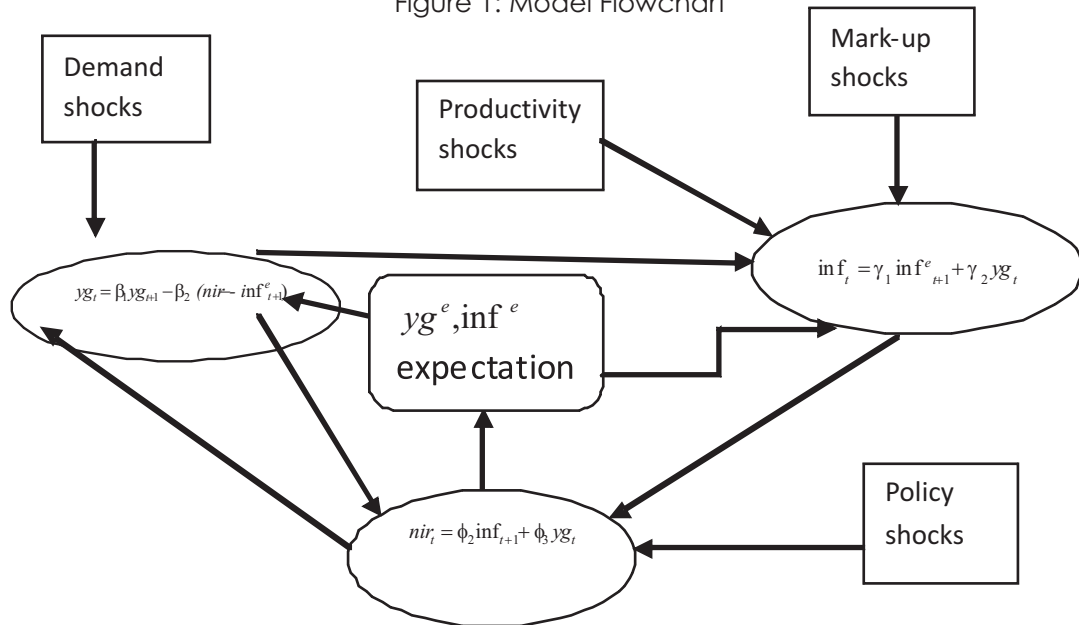 Figure 1: Model Flowchart
Demand
shocks
Productivity
shocks
Mark-up
shocks
yg_t = β_1 yg_{t+1} − β_2 (nir − inf^e_{t+1})
yg^e, inf^e
expectation
inf_t = γ_1 inf^e_{t+1} + γ_2 yg_t
nir_t = ϕ_2 inf_{t+1} + ϕ_3 yg_t
Policy
shocks